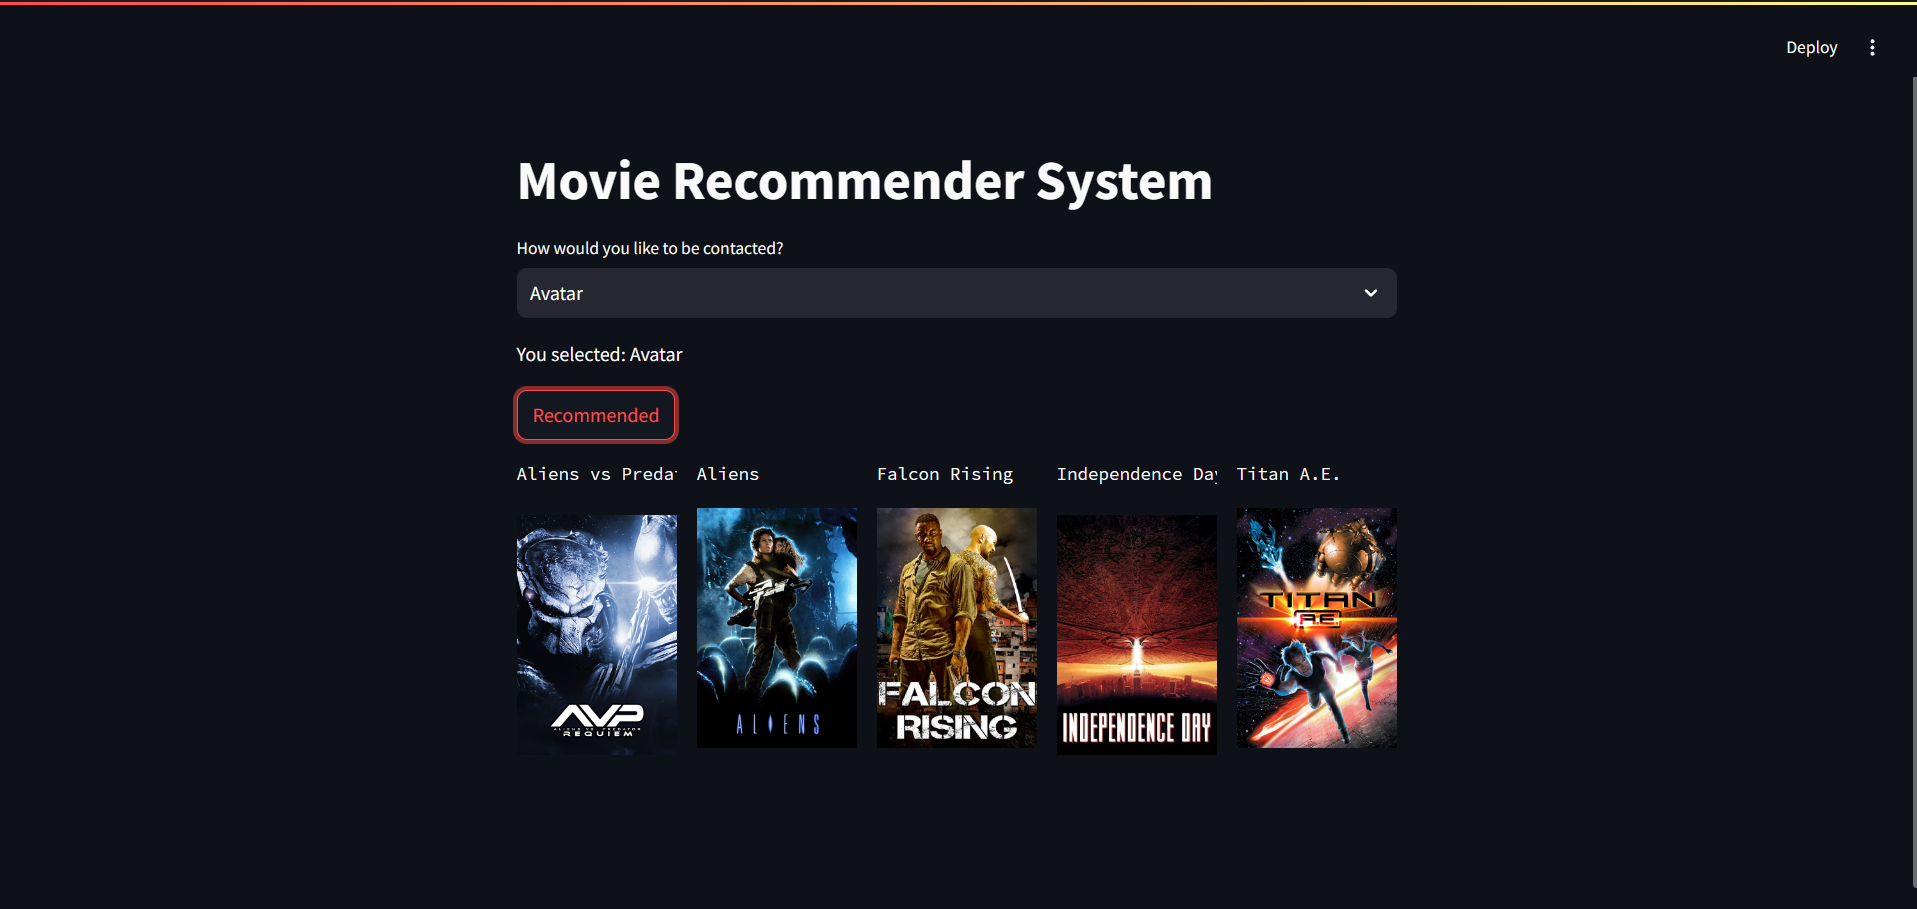 Deploy
Movie Recommender System
How would you like to be contacted?
Avatar
You selected: Avatar
Recommended
Aliens vs Preda
Aliens
Falcon Rising
Independence Day
Titan A.E.
AVP
REQUIEM
ALIENS
FALCON
RISING
INDEPENDENCE DAY
TITAN
A.E.